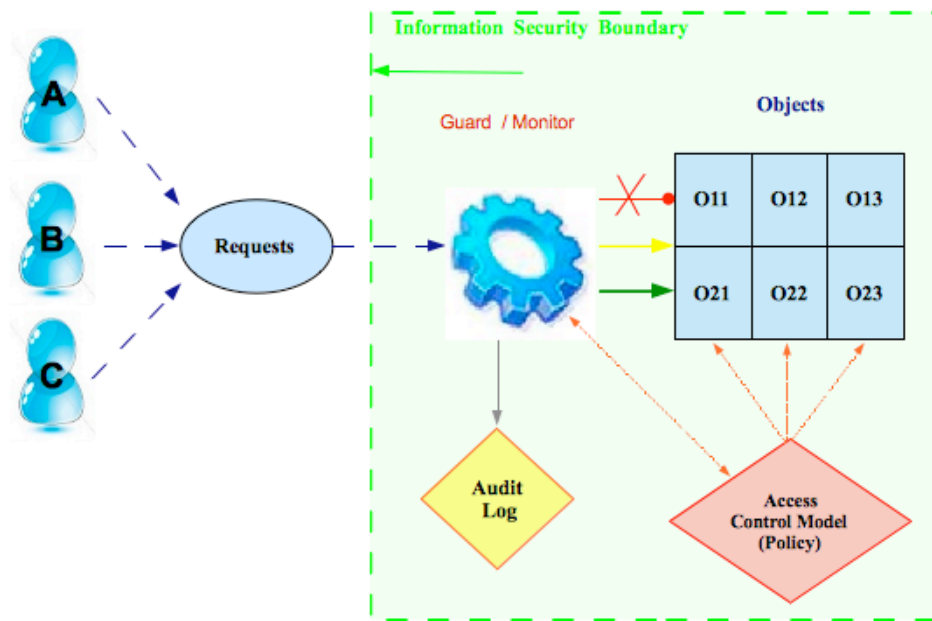 Information Security Boundary
A
Guard / Monitor
Objects
B
Requests
O11 O12 O13
O21 O22 O23
C
Audit
Log
Access
Control Model
(Policy)